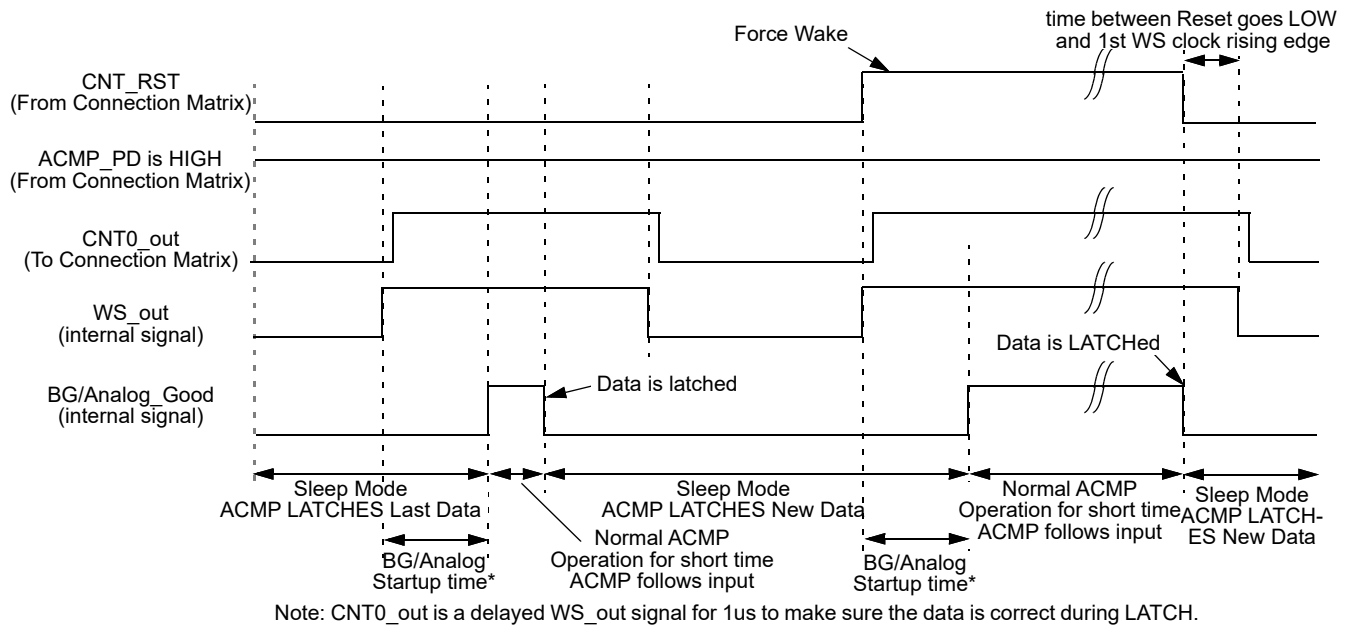 time between Reset goes LOW
and 1st WS clock rising edge
Force Wake
CNT_RST
(From Connection Matrix)
ACMP_PD is HIGH
(From Connection Matrix)
CNT0_out
(To Connection Matrix)
WS_out
(internal signal)
Data is LATCHed
BG/Analog_Good
(internal signal)
Data is latched
Sleep Mode
ACMP LATCHES Last Data
Sleep Mode
ACMP LATCHES New Data
Normal ACMP
Operation for short time
ACMP follows input
Sleep Mode
ACMP LATCH-
ES New Data
BG/Analog
Startup time*
Normal ACMP
Operation for short time
ACMP follows input
BG/Analog
Startup time*
Note: CNT0_out is a delayed WS_out signal for 1us to make sure the data is correct during LATCH.